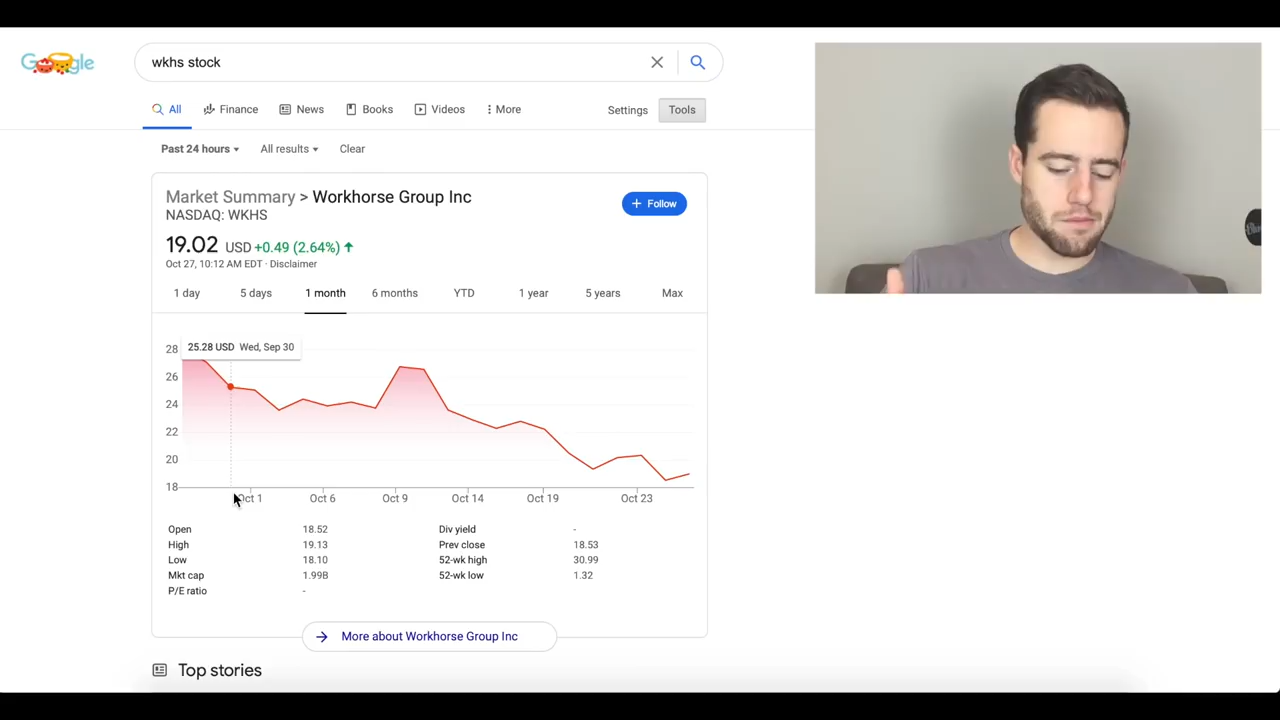 Google
wkhs stock
All Finance News Books Videos More Settings Tools
Past 24 hours All results Clear
Market Summary > Workhorse Group Inc
NASDAQ: WKHS
+ Follow
19.02 USD +0.49 (2.64%)
Oct 27, 10:12 AM EDT · Disclaimer
1 day 5 days 1 month 6 months YTD 1 year 5 years Max
25.28 USD Wed, Sep 30
28
26
24
22
20
18
Oct 1 Oct 6 Oct 9 Oct 14 Oct 19 Oct 23
Open 18.52 Div yield -
High 19.13 Prev close 18.53
Low 18.10 52-wk high 30.99
Mkt cap 1.99B 52-wk low 1.32
P/E ratio -
More about Workhorse Group Inc
Top stories